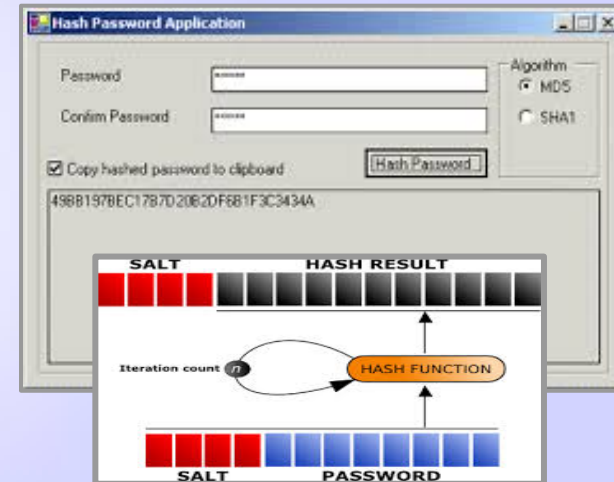 Hash Password Application
Password
Confirm Password
Algorithm
MD5
SHA1
Copy hashed password to clipboard
Hash Password
49BB197BEC17B7D20B2DF6B1F3C3434A
SALT HASH RESULT
Iteration count n HASH FUNCTION
SALT PASSWORD